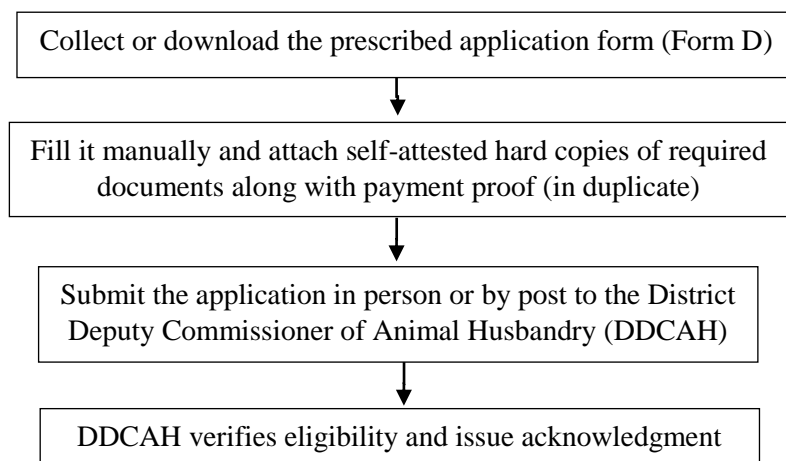 Collect or download the prescribed application form (Form D)
Fill it manually and attach self-attested hard copies of required
documents along with payment proof (in duplicate)
Submit the application in person or by post to the District
Deputy Commissioner of Animal Husbandry (DDCAH)
DDCAH verifies eligibility and issue acknowledgment